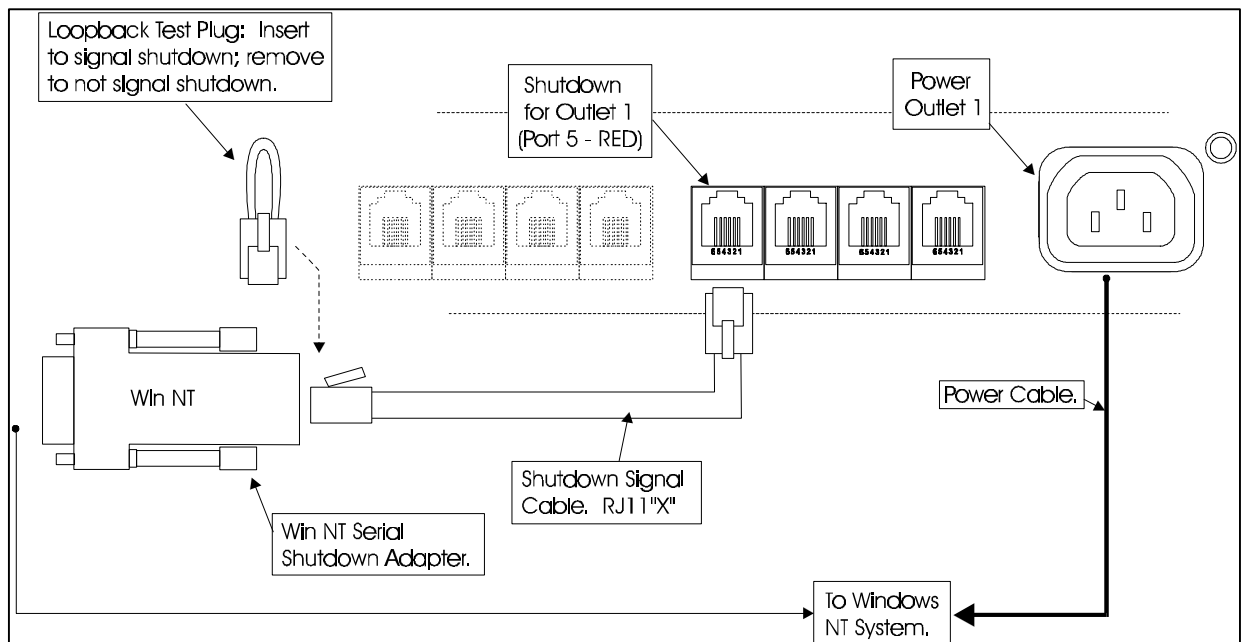 Loopback Test Plug: Insert
to signal shutdown; remove
to not signal shutdown.
Shutdown
for Outlet 1
(Port 5 - RED)
Power
Outlet 1
654321
654321
654321
654321
Win NT
Power Cable.
Shutdown Signal
Cable. RJ11"X"
Win NT Serial
Shutdown Adapter.
To Windows
NT System.